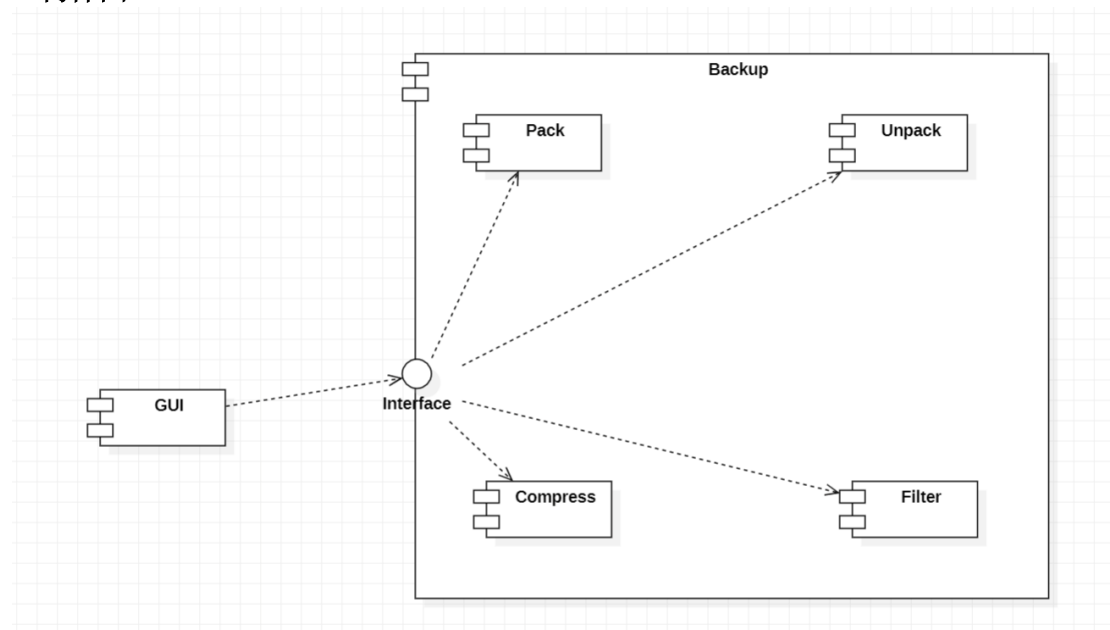 Backup
Pack
Unpack
GUI
Interface
Compress
Filter